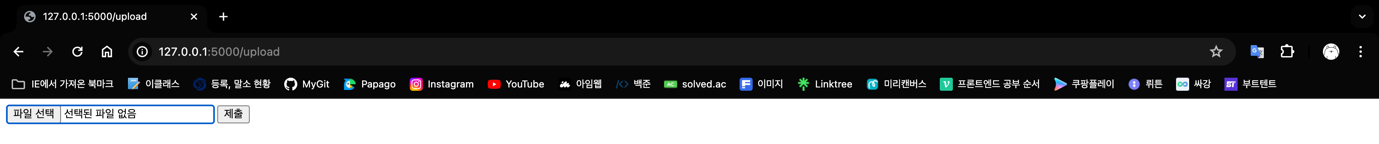 127.0.0.1:5000/upload
127.0.0.1:5000/upload
IE에서 가져온 북마크 이클래스 등록, 말소 현황 MyGit Papago Instagram YouTube 아임웹 </> 백준 AC solved.ac 이미지 Linktree 미리캔버스 V 프론트엔드 공부 순서 쿠팡플레이 뤼튼 싸강 BT 부트텐트
파일 선택 선택된 파일 없음 제출